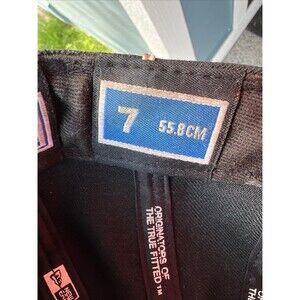 7 55.8CM
ORIGINATORS OF
THE TRUE FITTED™